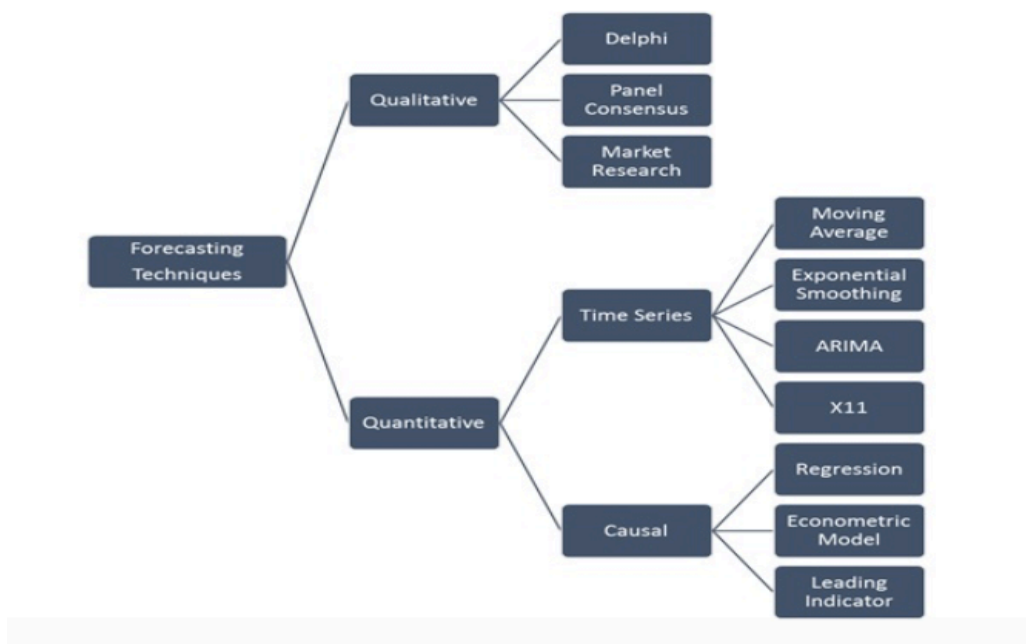 Delphi
Qualitative
Panel
Consensus
Market
Research
Forecasting
Techniques
Moving
Average
Exponential
Smoothing
Time Series
ARIMA
X11
Quantitative
Regression
Causal
Econometric
Model
Leading
Indicator